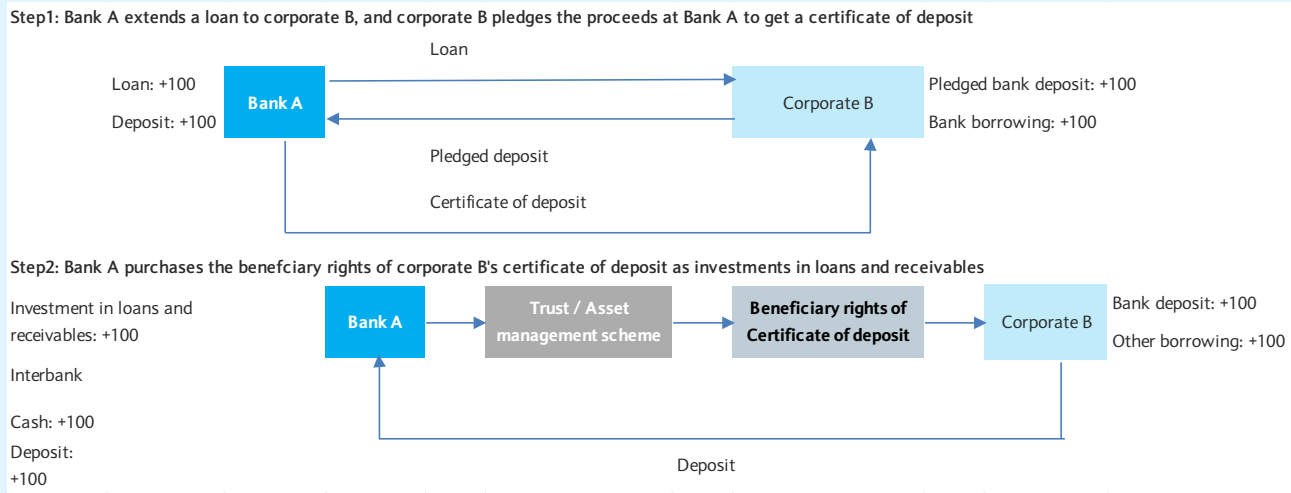 Step1: Bank A extends a loan to corporate B, and corporate B pledges the proceeds at Bank A to get a certificate of deposit
Loan
Loan: +100
Deposit: +100
Bank A
Corporate B
Pledged bank deposit: +100
Bank borrowing: +100
Pledged deposit
Certificate of deposit
Step2: Bank A purchases the benefciary rights of corporate B's certificate of deposit as investments in loans and receivables
Investment in loans and
receivables: +100
Interbank
Cash: +100
Deposit:
+100
Bank A
Trust / Asset
management scheme
Beneficiary rights of
Certificate of deposit
Corporate B
Bank deposit: +100
Other borrowing: +100
Deposit